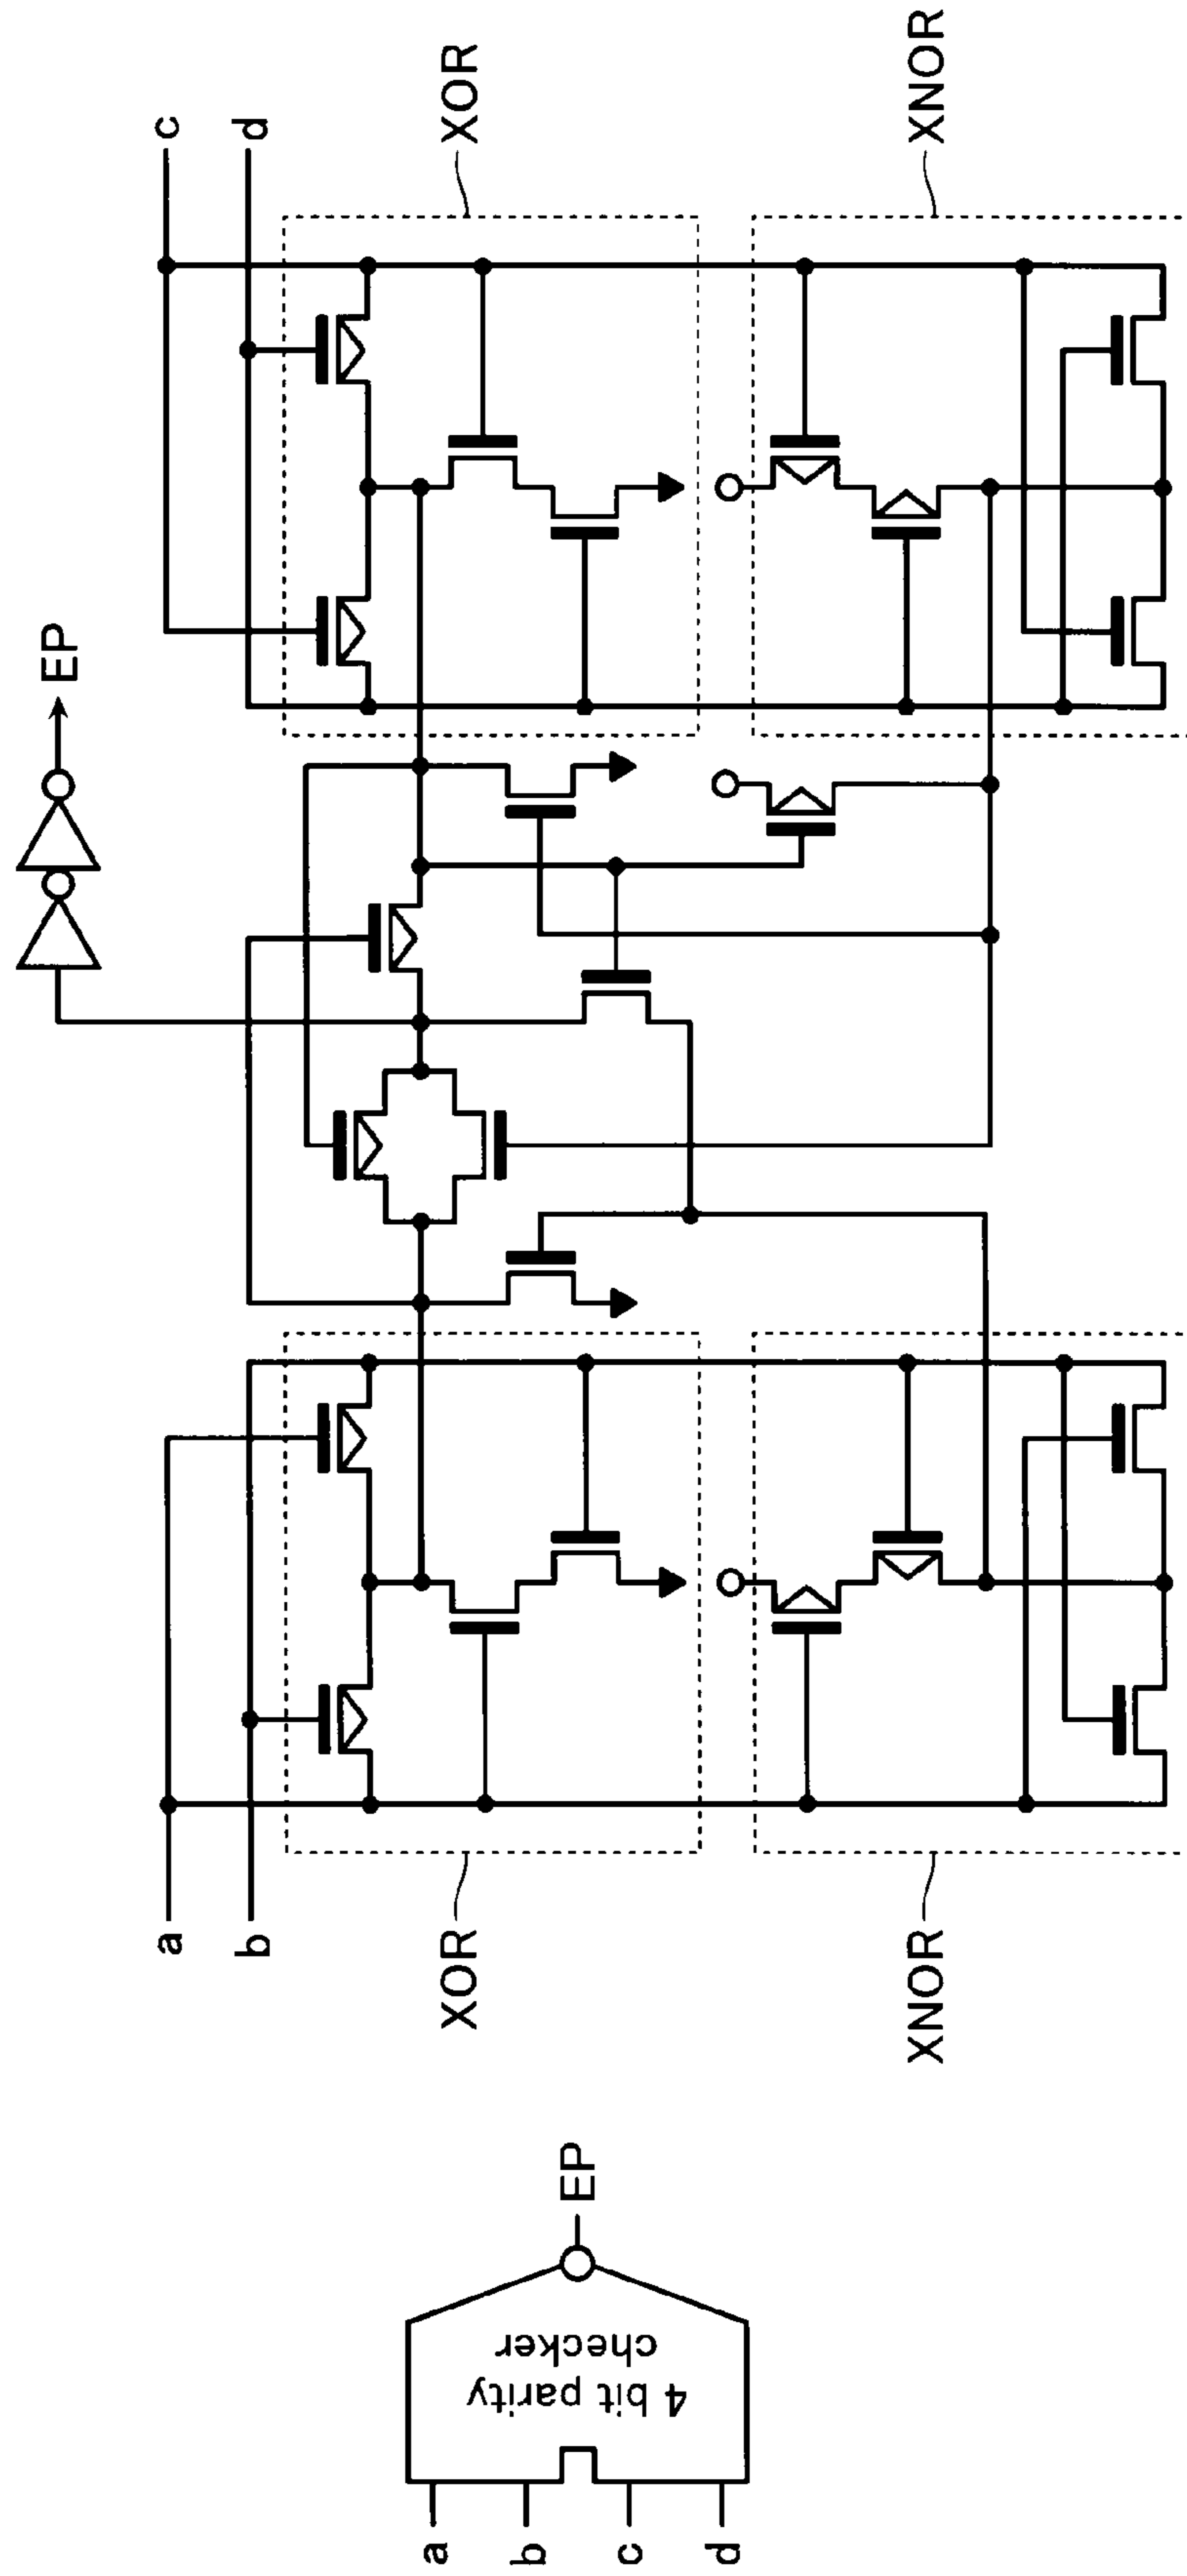 c
d
XOR
XNOR
EP
a
b
XOR
XNOR
EP
4 bit parity
checker
a
b
c
d